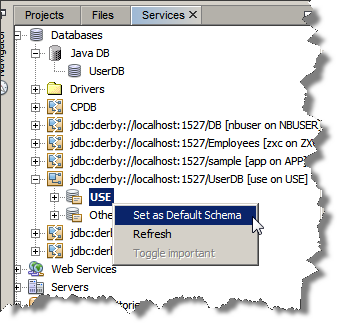 Projects
Files
Services
Navigator
Databases
Java DB
UserDB
Drivers
CPDB
jdbc:derby://localhost:1527/DB [nbuser on NBUSER
jdbc:derby://localhost:1527/Employees [zxc on ZX
jdbc:derby://localhost:1527/sample [app on APP]
jdbc:derby://localhost:1527/UserDB [use on USE]
USE
Set as Default Schema
Othe
Refresh
jdbc:derl
Toggle important
jdbc:derl
Web Services
Servers